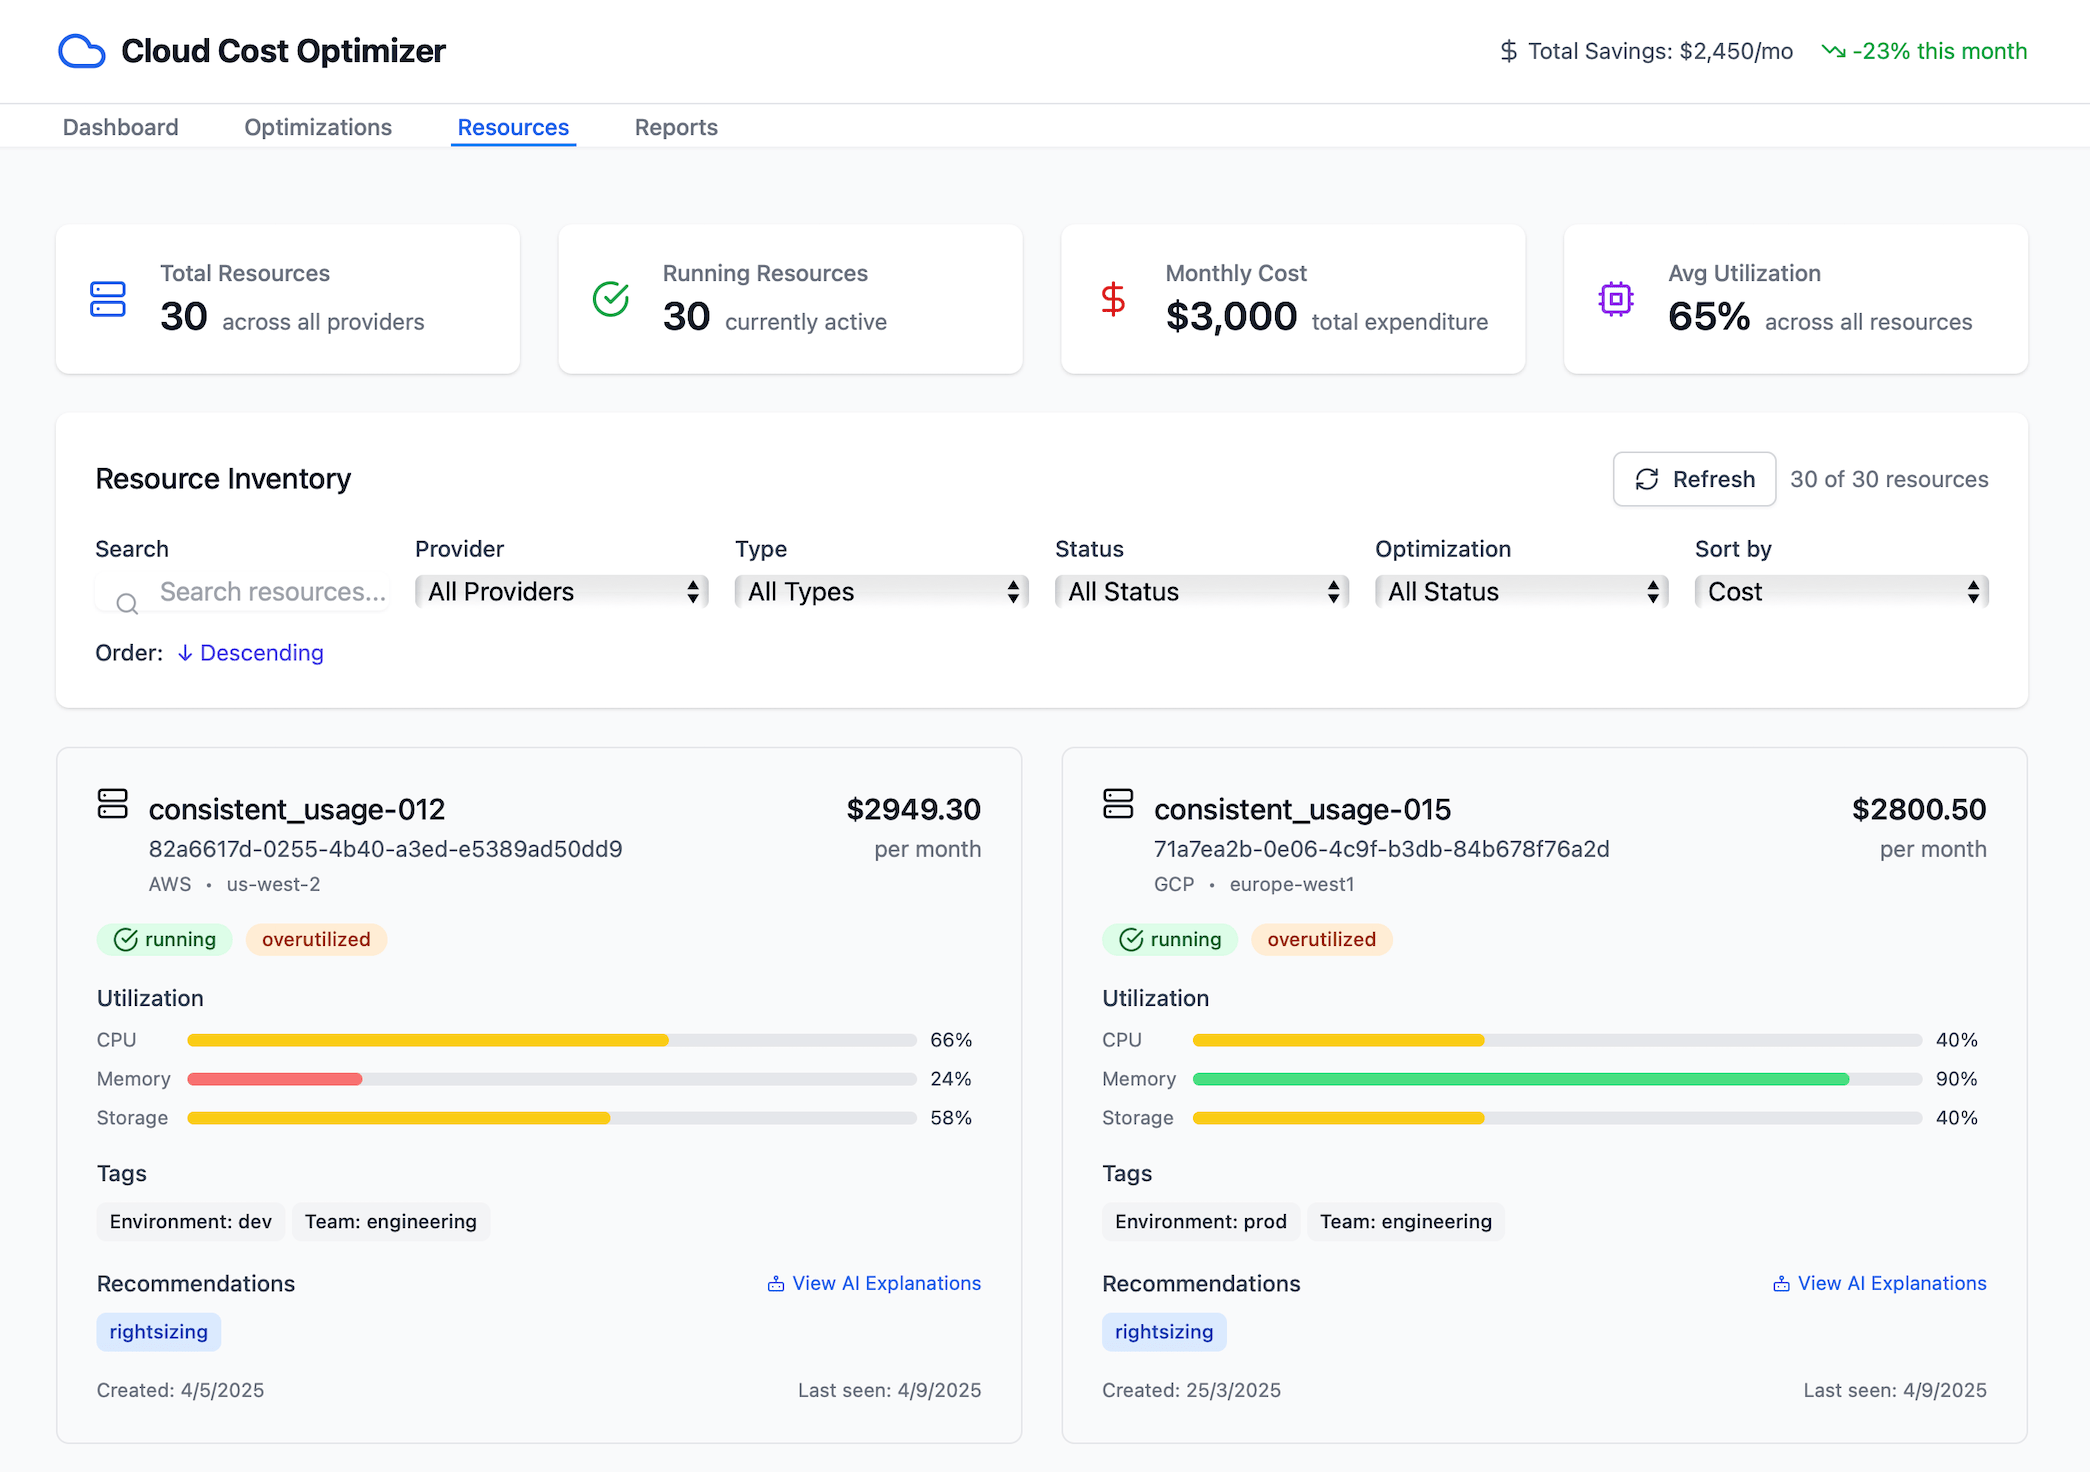 Cloud Cost Optimizer
$ Total Savings: $2,450/mo -23% this month
Dashboard Optimizations Resources Reports
Total Resources
30 across all providers
Running Resources
30 currently active
Monthly Cost
$3,000 total expenditure
Avg Utilization
65% across all resources
Resource Inventory
Refresh 30 of 30 resources
Search Provider Type Status Optimization Sort by
Search resources... All Providers All Types All Status All Status Cost
Order: ↓ Descending
consistent_usage-012 $2949.30
82a6617d-0255-4b40-a3ed-e5389ad50dd9 per month
AWS • us-west-2
running overutilized
Utilization
CPU 66%
Memory 24%
Storage 58%
Tags
Environment: dev Team: engineering
Recommendations View AI Explanations
rightsizing
Created: 4/5/2025 Last seen: 4/9/2025
consistent_usage-015 $2800.50
71a7ea2b-0e06-4c9f-b3db-84b678f76a2d per month
GCP • europe-west1
running overutilized
Utilization
CPU 40%
Memory 90%
Storage 40%
Tags
Environment: prod Team: engineering
Recommendations View AI Explanations
rightsizing
Created: 25/3/2025 Last seen: 4/9/2025